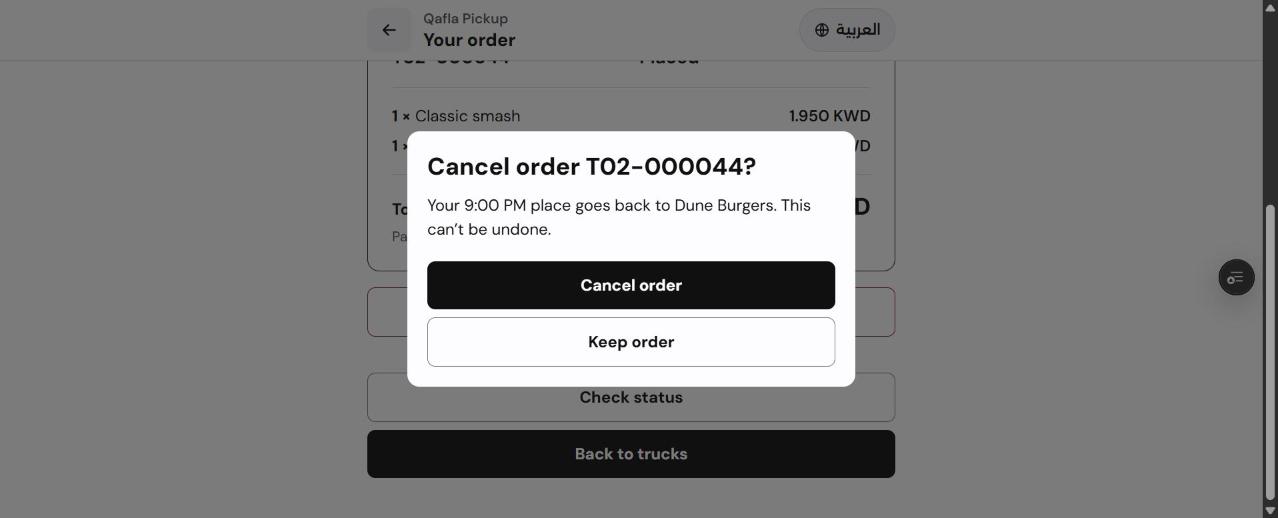 Qafla Pickup
Your order
العربية
1 × Classic smash
1.950 KWD
1 ×
Cancel order T02-000044?
Your 9:00 PM place goes back to Dune Burgers. This
can't be undone.
Cancel order
Keep order
Check status
Back to trucks